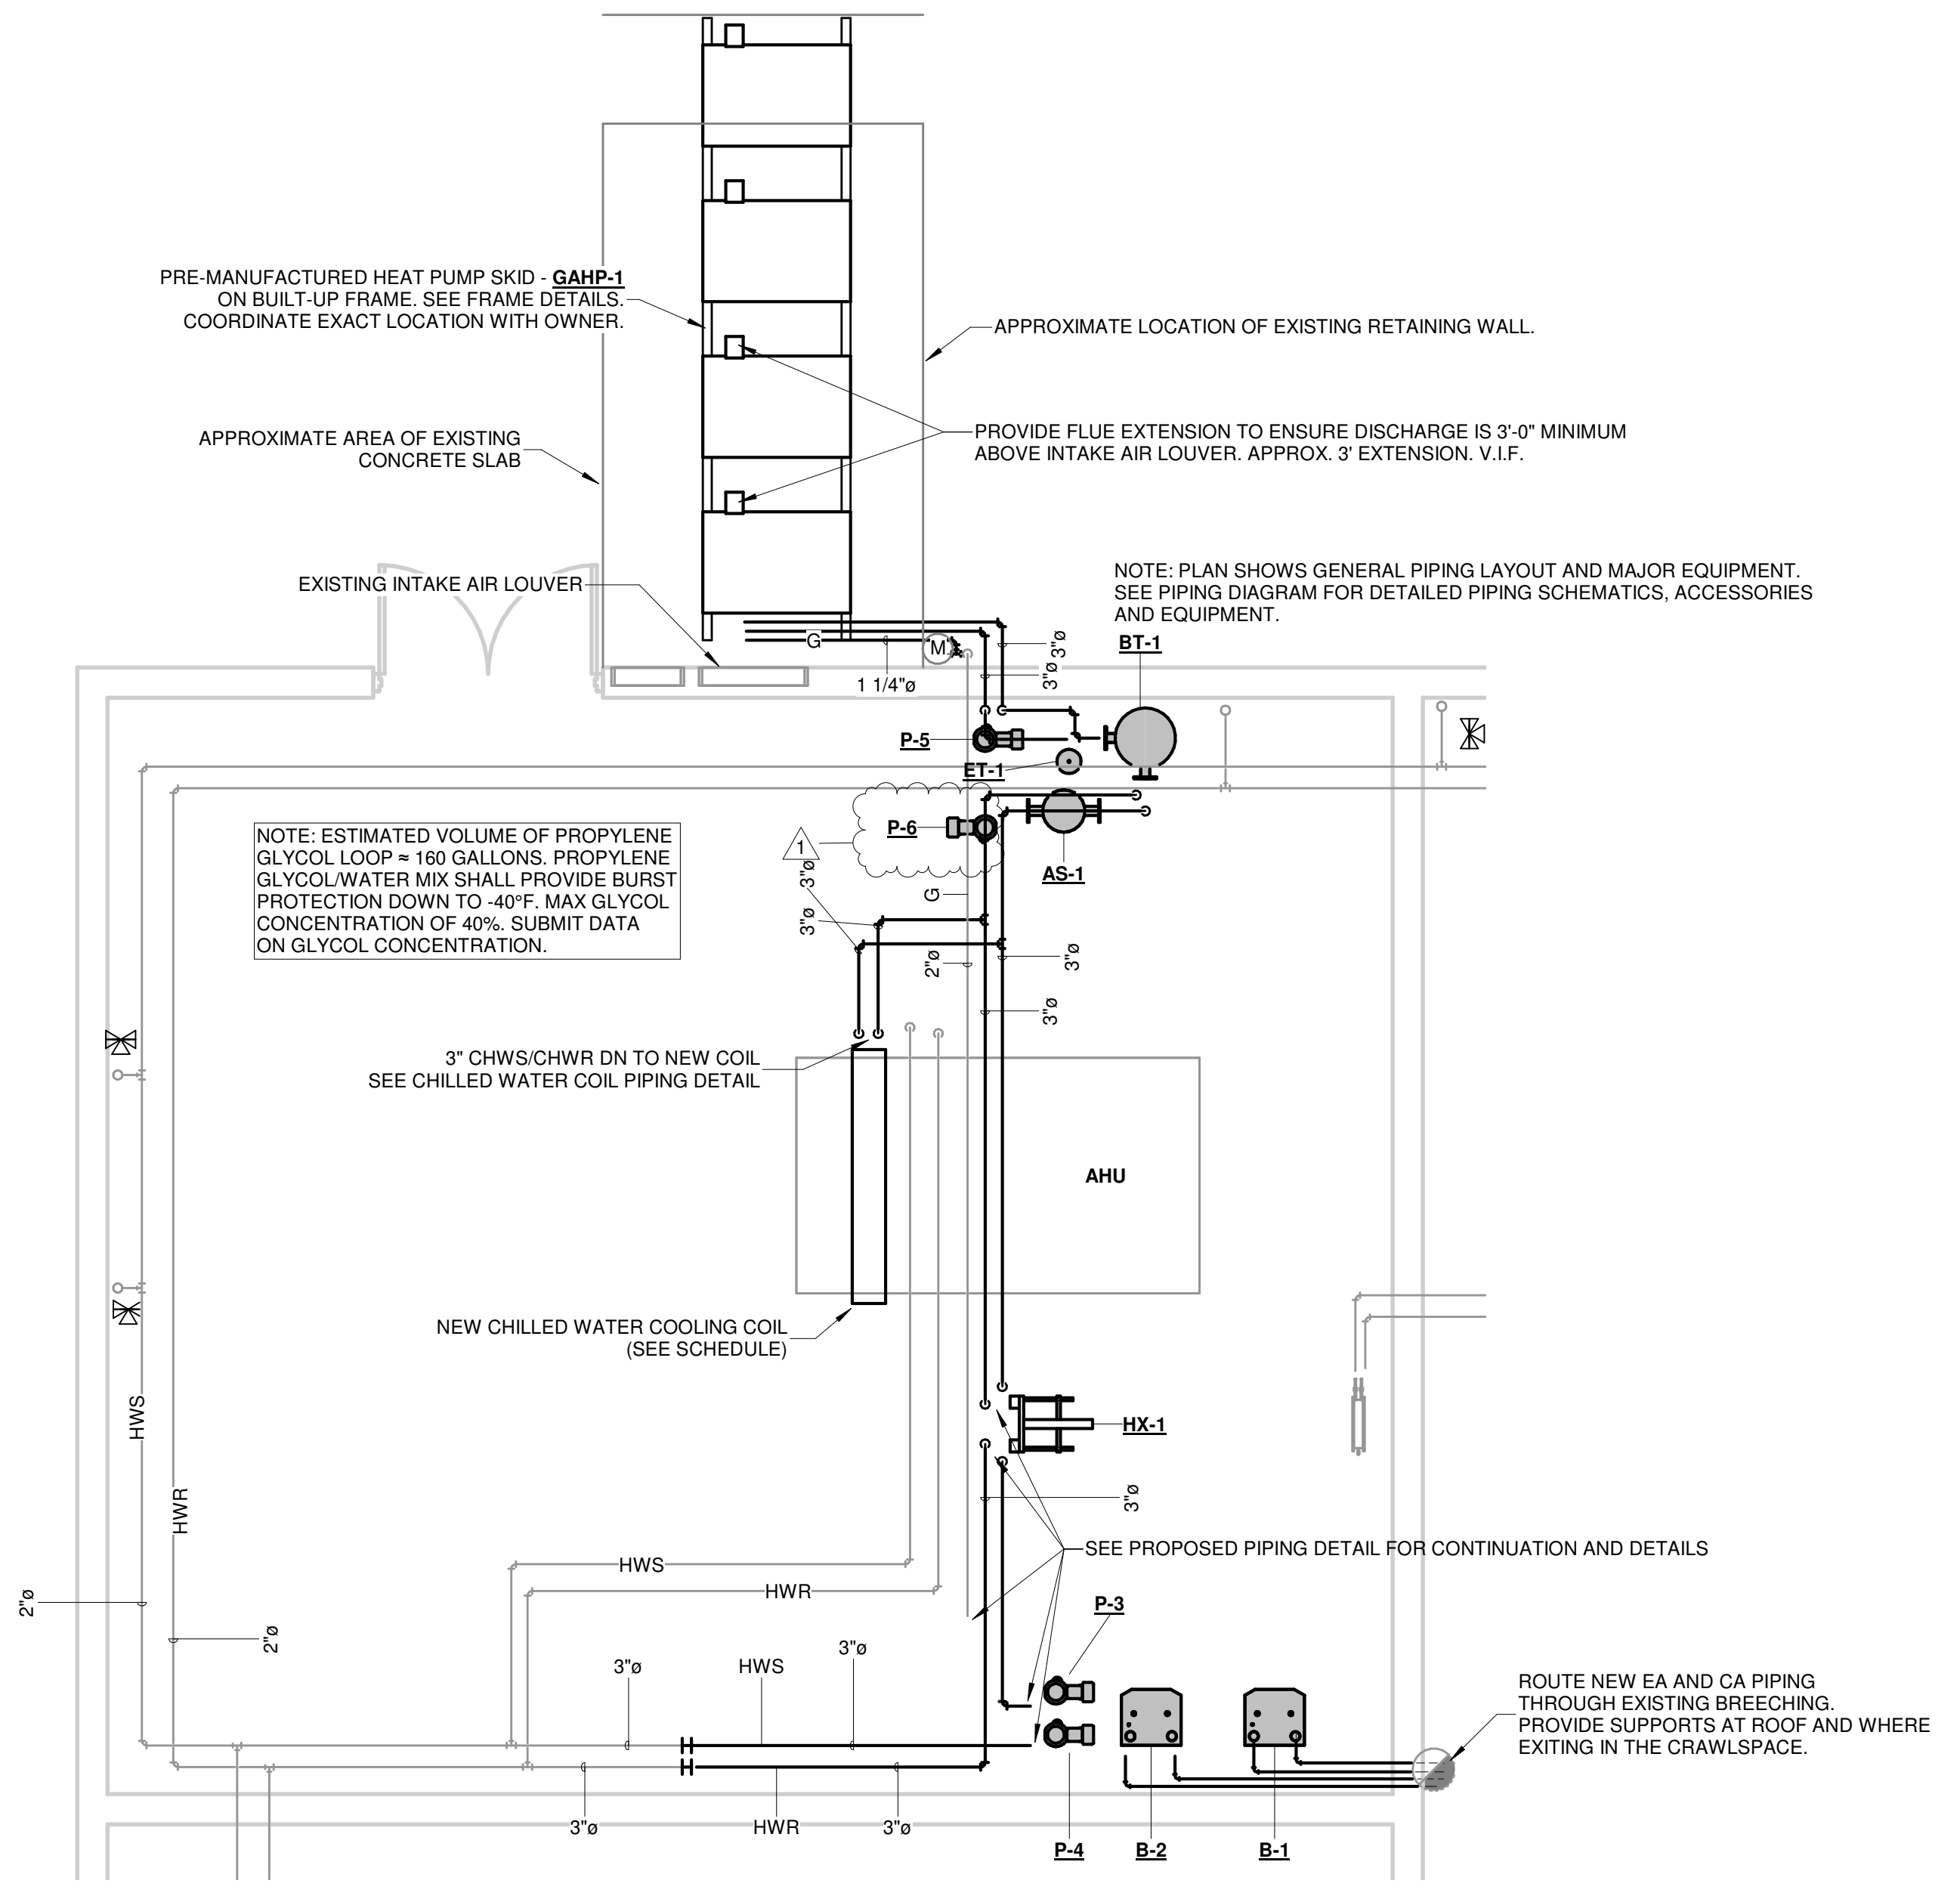 PRE-MANUFACTURED HEAT PUMP SKID - GAHP-1
ON BUILT-UP FRAME. SEE FRAME DETAILS.
COORDINATE EXACT LOCATION WITH OWNER.
APPROXIMATE LOCATION OF EXISTING RETAINING WALL.
APPROXIMATE AREA OF EXISTING
CONCRETE SLAB
PROVIDE FLUE EXTENSION TO ENSURE DISCHARGE IS 3'-0" MINIMUM
ABOVE INTAKE AIR LOUVER. APPROX. 3' EXTENSION. V.I.F.
EXISTING INTAKE AIR LOUVER
NOTE: PLAN SHOWS GENERAL PIPING LAYOUT AND MAJOR EQUIPMENT.
SEE PIPING DIAGRAM FOR DETAILED PIPING SCHEMATICS, ACCESSORIES
AND EQUIPMENT.
G
M
3"ø
3"ø
1 1/4"ø
BT-1
P-5
ET-1
P-6
1
AS-1
NOTE: ESTIMATED VOLUME OF PROPYLENE
GLYCOL LOOP ≈ 160 GALLONS. PROPYLENE
GLYCOL/WATER MIX SHALL PROVIDE BURST
PROTECTION DOWN TO -40°F. MAX GLYCOL
CONCENTRATION OF 40%. SUBMIT DATA
ON GLYCOL CONCENTRATION.
3"ø
3"ø
G
2"ø
3"ø
3"ø
3" CHWS/CHWR DN TO NEW COIL
SEE CHILLED WATER COIL PIPING DETAIL
AHU
NEW CHILLED WATER COOLING COIL
(SEE SCHEDULE)
HWS
HWR
HX-1
3"ø
SEE PROPOSED PIPING DETAIL FOR CONTINUATION AND DETAILS
HWS
HWR
2"ø
2"ø
P-3
3"ø
HWS
3"ø
ROUTE NEW EA AND CA PIPING
THROUGH EXISTING BREECHING.
PROVIDE SUPPORTS AT ROOF AND WHERE
EXITING IN THE CRAWLSPACE.
3"ø
HWR
3"ø
P-4
B-2
B-1